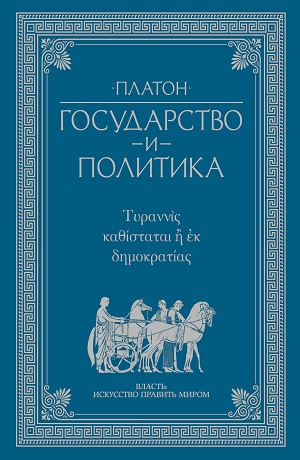 ·ПЛАТОН·
ГОСУДАРСТВО
–И–
ПОЛИТИКА
Τυραννὶς
καθίσταται ἢ ἐκ
δημοκρατίας
ВЛАСТЬ:
ИСКУССТВО ПРАВИТЬ МИРОМ